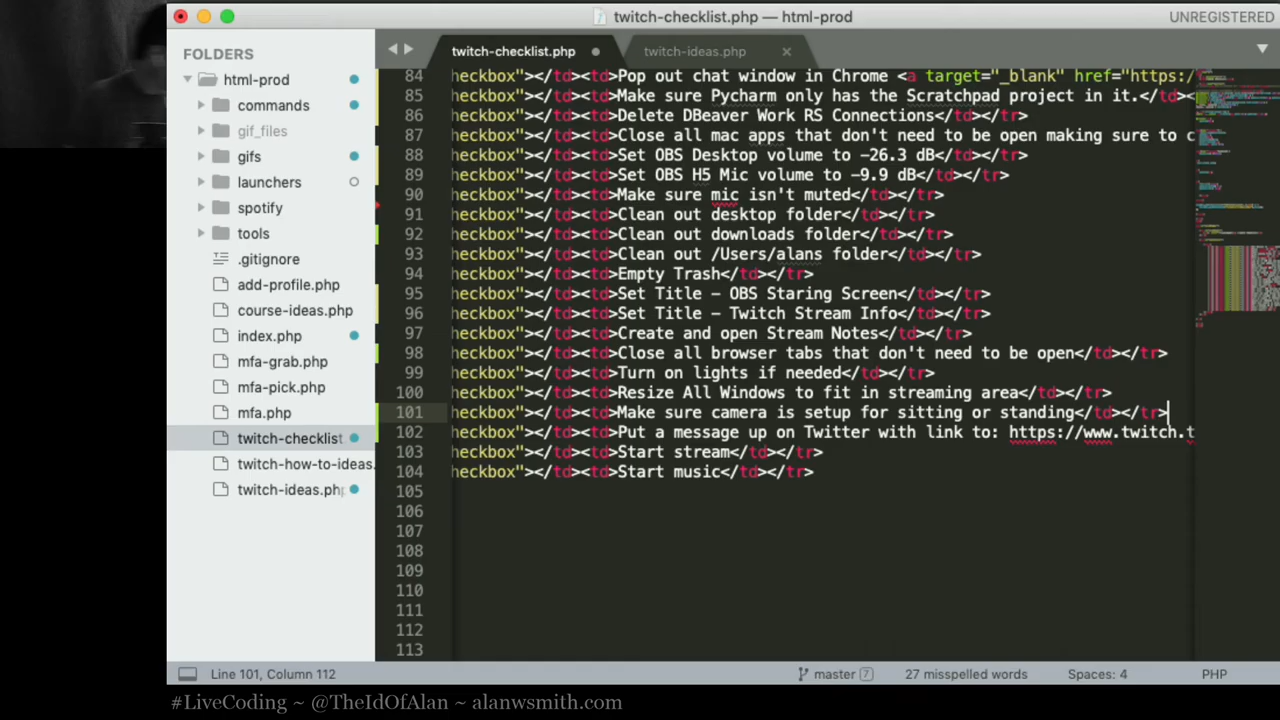 twitch-checklist.php — html-prod
UNREGISTERED
FOLDERS
html-prod
commands
gif_files
gifs
launchers
spotify
tools
.gitignore
add-profile.php
course-ideas.php
index.php
mfa-grab.php
mfa-pick.php
mfa.php
twitch-checklist
twitch-how-to-ideas.
twitch-ideas.ph
twitch-checklist.php
twitch-ideas.php
84 heckbox"></td><td>Pop out chat window in Chrome <a target="_blank" href="https:/
85 heckbox"></td><td>Make sure Pycharm only has the Scratchpad project in it.</td><
86 heckbox"></td><td>Delete DBeaver Work RS Connections</td></tr>
87 heckbox"></td><td>Close all mac apps that don't need to be open making sure to c
88 heckbox"></td><td>Set OBS Desktop volume to -26.3 dB</td></tr>
89 heckbox"></td><td>Set OBS H5 Mic volume to -9.9 dB</td></tr>
90 heckbox"></td><td>Make sure mic isn't muted</td></tr>
91 heckbox"></td><td>Clean out desktop folder</td></tr>
92 heckbox"></td><td>Clean out downloads folder</td></tr>
93 heckbox"></td><td>Clean out /Users/alans folder</td></tr>
94 heckbox"></td><td>Empty Trash</td></tr>
95 heckbox"></td><td>Set Title - OBS Staring Screen</td></tr>
96 heckbox"></td><td>Set Title - Twitch Stream Info</td></tr>
97 heckbox"></td><td>Create and open Stream Notes</td></tr>
98 heckbox"></td><td>Close all browser tabs that don't need to be open</td></tr>
99 heckbox"></td><td>Turn on lights if needed</td></tr>
100 heckbox"></td><td>Resize All Windows to fit in streaming area</td></tr>
101 heckbox"></td><td>Make sure camera is setup for sitting or standing</td></tr>
102 heckbox"></td><td>Put a message up on Twitter with link to: https://www.twitch.t
103 heckbox"></td><td>Start stream</td></tr>
104 heckbox"></td><td>Start music</td></tr>
105
106
107
108
109
110
111
112
113
Line 101, Column 112
master 7
27 misspelled words
Spaces: 4
PHP
#LiveCoding ~ @TheIdOfAlan ~ alanwsmith.com